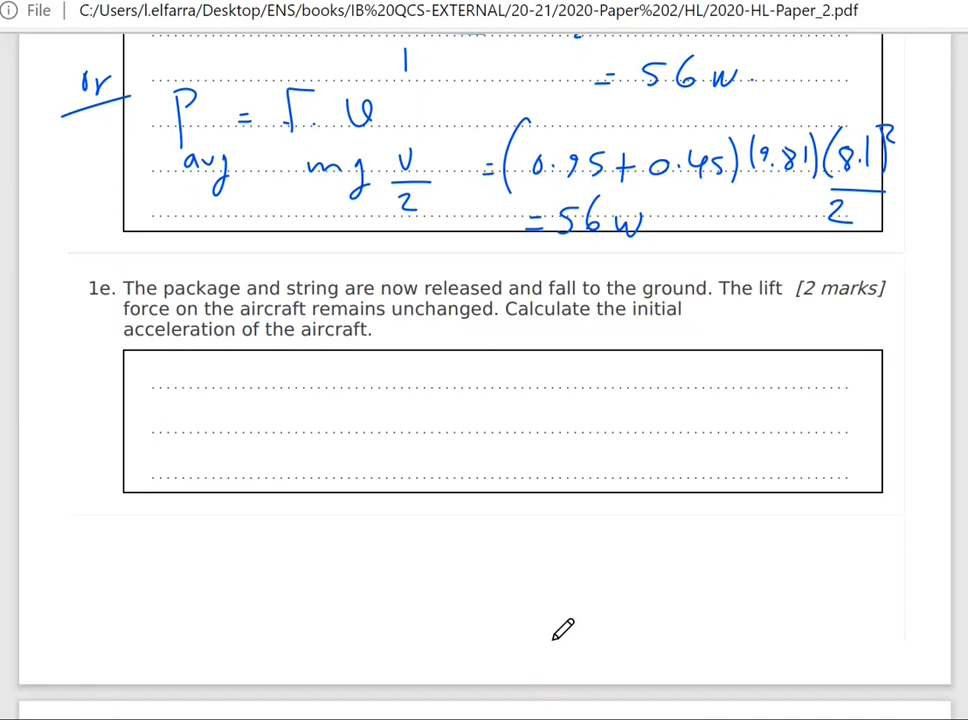 File | C:/Users/l.elfarra/Desktop/ENS/books/IB%20QCS-EXTERNAL/20-21/2020-Paper%202/HL/2020-HL-Paper_2.pdf
1
= 56 w.
or
P = F. v
avg mg v/2 = (0.95 + 0.45)(9.81)(8.1)²/2
= 56 w
1e. The package and string are now released and fall to the ground. The lift [2 marks]
force on the aircraft remains unchanged. Calculate the initial
acceleration of the aircraft.